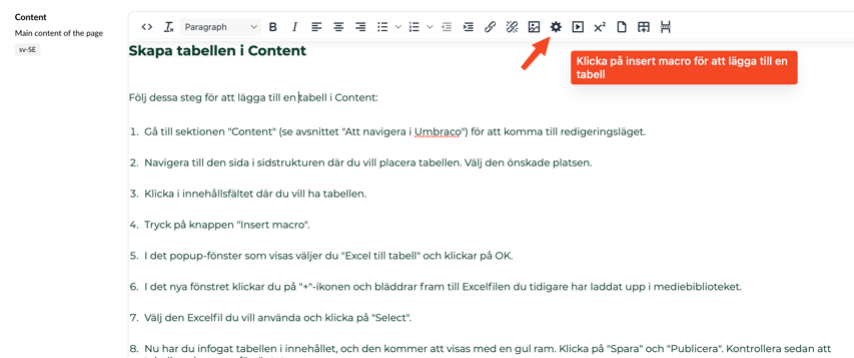 Content
Main content of the page
sv-SE
Paragraph
B I
Klicka på insert macro för att lägga till en
tabell
Skapa tabellen i Content
Följ dessa steg för att lägga till en tabell i Content:
1. Gå till sektionen "Content" (se avsnittet "Att navigera i Umbraco") för att komma till redigeringsläget.
2. Navigera till den sida i sidstrukturen där du vill placera tabellen. Välj den önskade platsen.
3. Klicka i innehållsfältet där du vill ha tabellen.
4. Tryck på knappen "Insert macro".
5. I det popup-fönster som visas väljer du "Excel till tabell" och klickar på OK.
6. I det nya fönstret klickar du på "+"-ikonen och bläddrar fram till Excelfilen du tidigare har laddat upp i mediebiblioteket.
7. Välj den Excelfil du vill använda och klicka på "Select".
8. Nu har du infogat tabellen i innehållet, och den kommer att visas med en gul ram. Klicka på "Spara" och "Publicera". Kontrollera sedan att